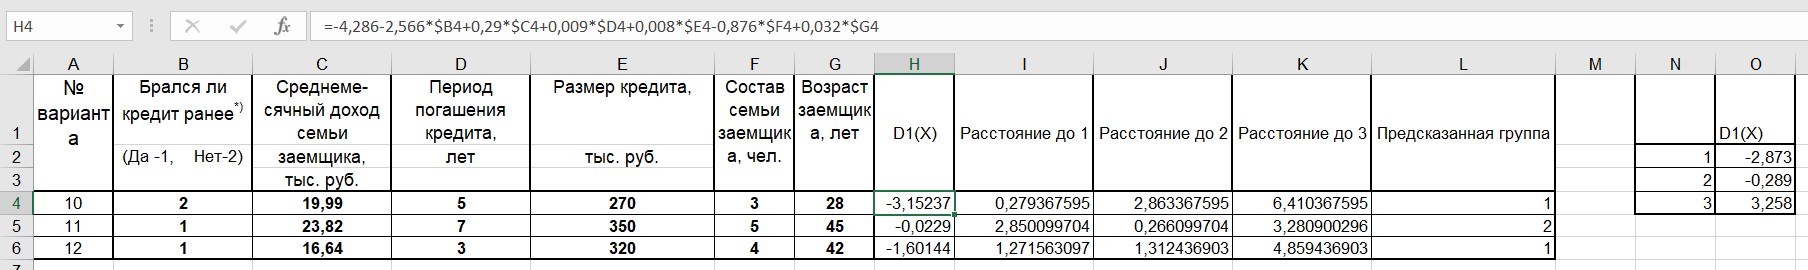 H4 fx =-4,286-2,566*$B4+0,29*$C4+0,009*$D4+0,008*$E4-0,876*$F4+0,032*$G4
A B C D E F G H I J K L M N O
№ Брался ли Среднеме- Период Размер кредита, Состав Возраст
вариант кредит ранее*) сячный доход погашения семьи заемщик
1 а семьи кредита, заемщик а, лет D1(X) Расстояние до 1 Расстояние до 2 Расстояние до 3 Предсказанная группа D1(X)
2 (Да -1, Нет-2) заемщика, лет тыс. руб. а, чел. 1 -2,873
3 тыс. руб. 2 -0,289
4 10 2 19,99 5 270 3 28 -3,15237 0,279367595 2,863367595 6,410367595 1 3 3,258
5 11 1 23,82 7 350 5 45 -0,0229 2,850099704 0,266099704 3,280900296 2
6 12 1 16,64 3 320 4 42 -1,60144 1,271563097 1,312436903 4,859436903 1